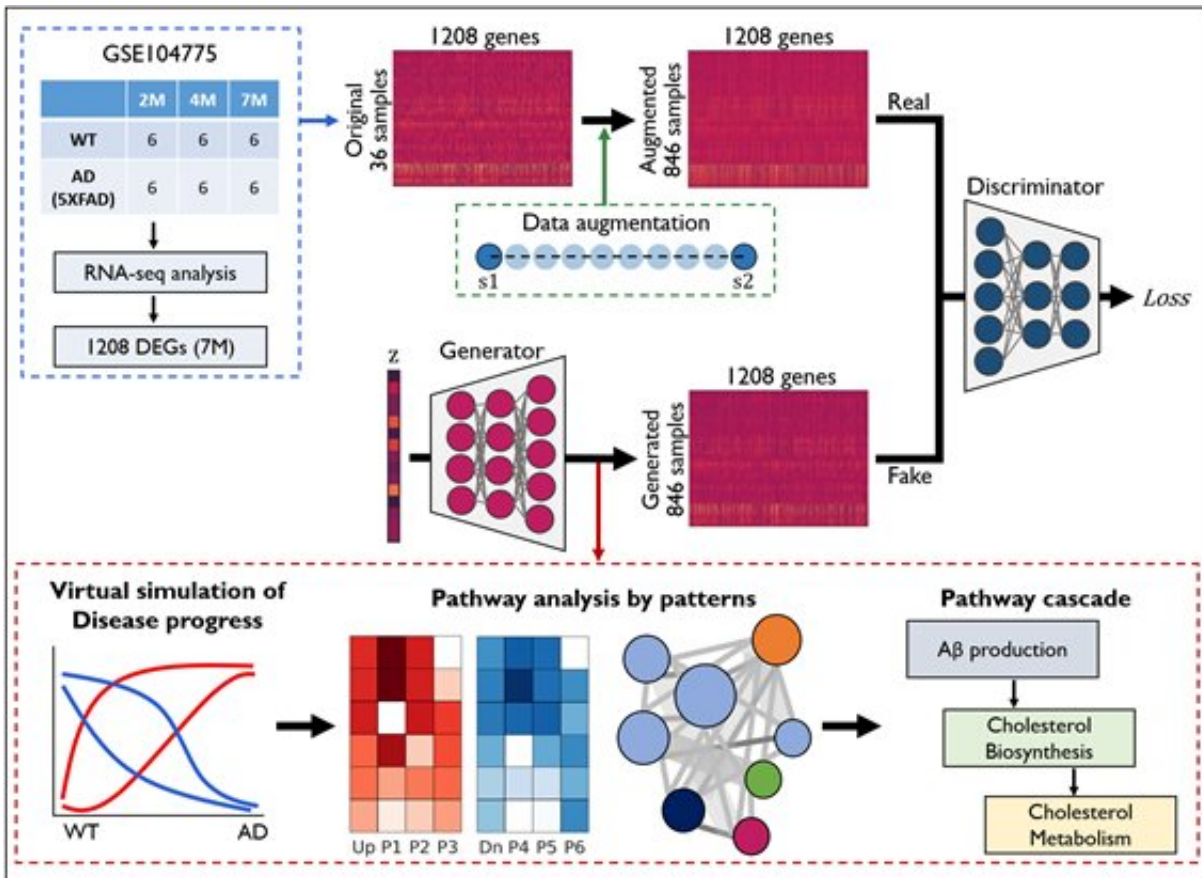 GSE104775
2M 4M 7M
WT 6 6 6
AD
(5XFAD) 6 6 6
RNA-seq analysis
1208 DEGs (7M)
1208 genes
Original
36 samples
1208 genes
Augmented
846 samples
Real
Data augmentation
s1 s2
Discriminator
Loss
z
Generator
1208 genes
Generated
846 samples
Fake
Virtual simulation of
Disease progress
WT AD
Pathway analysis by patterns
Up P1 P2 P3 Dn P4 P5 P6
Pathway cascade
Aβ production
Cholesterol
Biosynthesis
Cholesterol
Metabolism